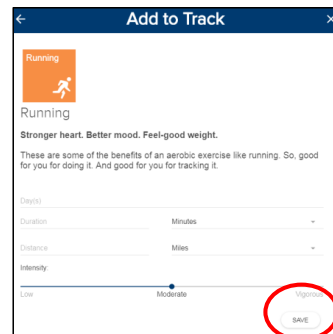 Add to Track
Running
Running
Stronger heart. Better mood. Feel-good weight.
These are some of the benefits of an aerobic exercise like running. So, good
for you for doing it. And good for you for tracking it.
Day(s)
Duration Minutes
Distance Miles
Intensity:
Low Moderate Vigorous
SAVE